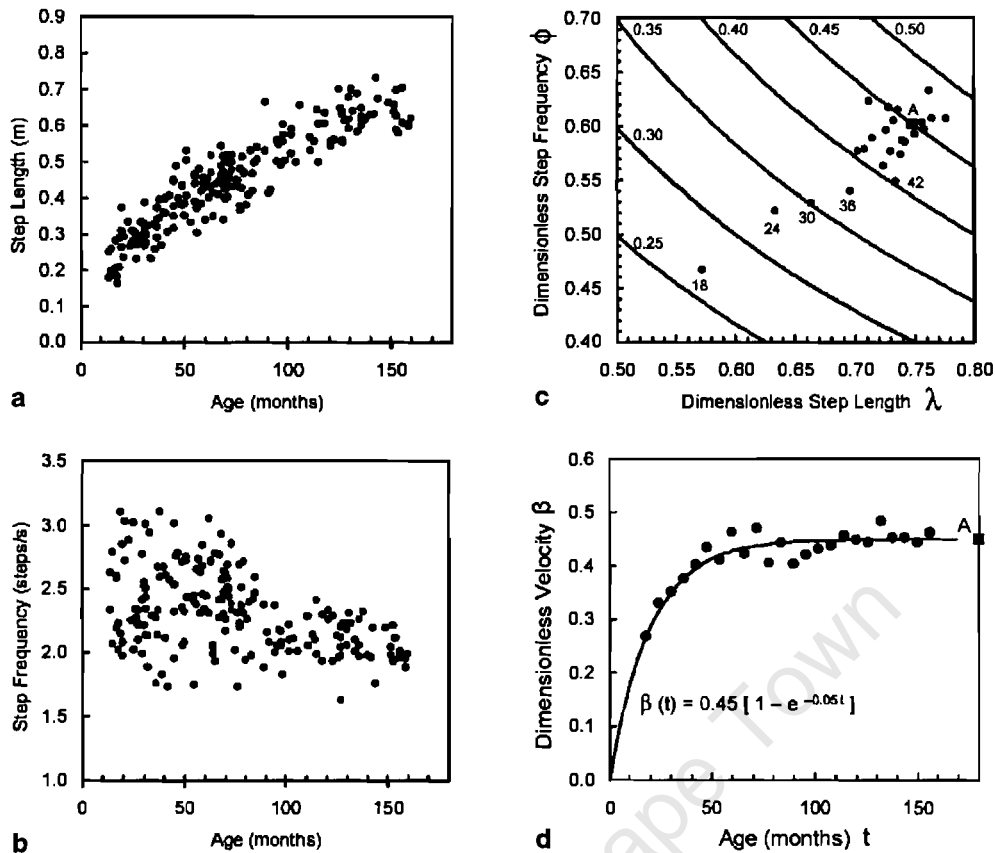 0.9
0.8
0.7
0.6
0.5
0.4
0.3
0.2
0.1
0.0
Step Length (m)
0 50 100 150
Age (months)
a
0.70
0.65
0.60
0.55
0.50
0.45
0.40
Dimensionless Step Frequency ϕ
0.35 0.40 0.45 0.50
0.30
0.25
A
42
36
30
24
18
0.50 0.55 0.60 0.65 0.70 0.75 0.80
Dimensionless Step Length λ
c
3.5
3.0
2.5
2.0
1.5
1.0
Step Frequency (steps/s)
0 50 100 150
Age (months)
b
0.6
0.5
0.4
0.3
0.2
0.1
0.0
Dimensionless Velocity β
A
β (t) = 0.45 [ 1 – e –0.05t ]
0 50 100 150
Age (months) t
d
ape Town